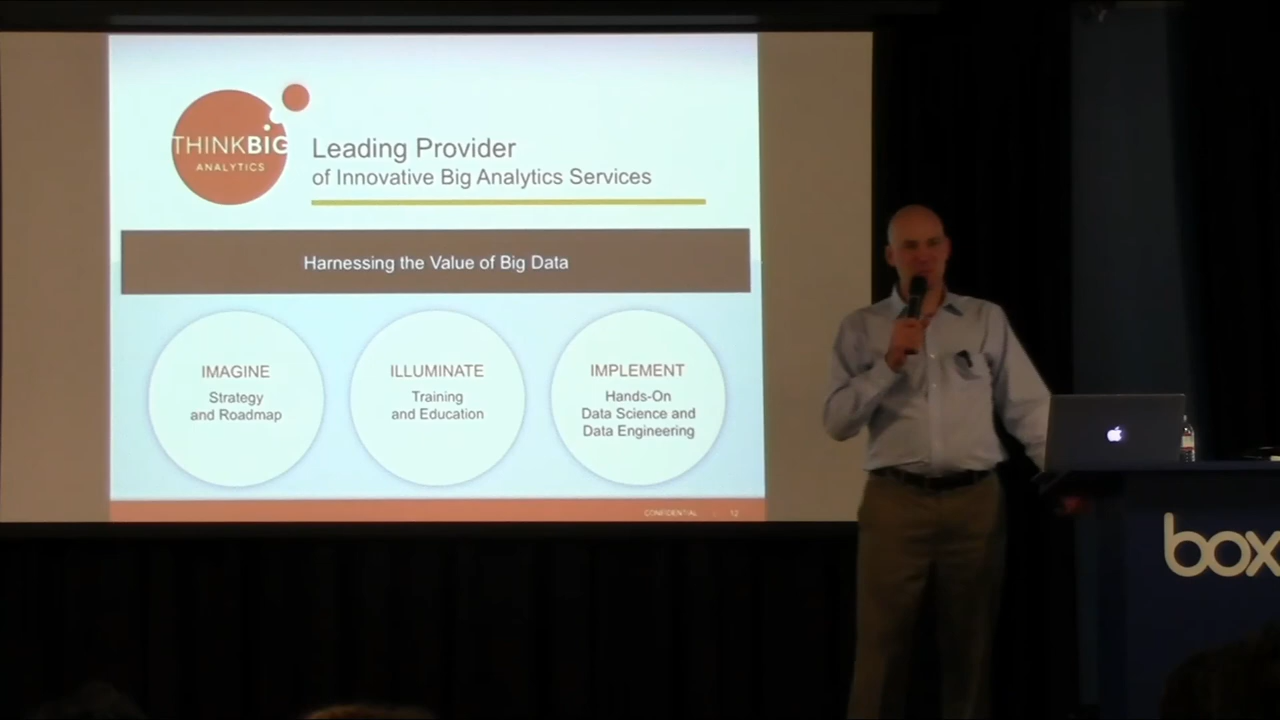 THINKBIG
ANALYTICS
Leading Provider
of Innovative Big Analytics Services
Harnessing the Value of Big Data
IMAGINE
Strategy
and Roadmap
ILLUMINATE
Training
and Education
IMPLEMENT
Hands-On
Data Science and
Data Engineering
CONFIDENTIAL | 12
box